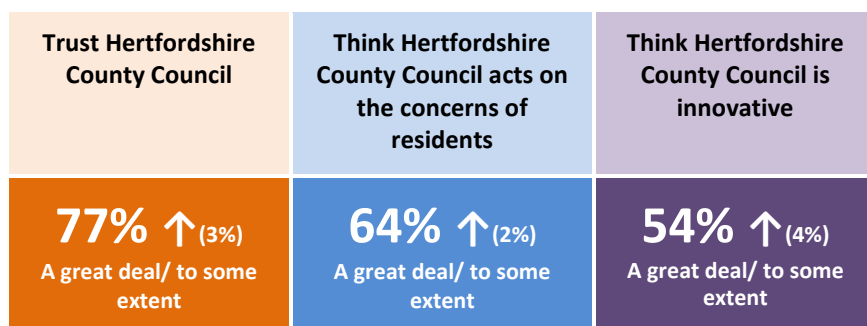 Trust Hertfordshire
County Council
Think Hertfordshire
County Council acts on
the concerns of
residents
Think Hertfordshire
County Council is
innovative
77% ↑(3%)
A great deal/ to some
extent
64% ↑(2%)
A great deal/ to some
extent
54% ↑(4%)
A great deal/ to some
extent